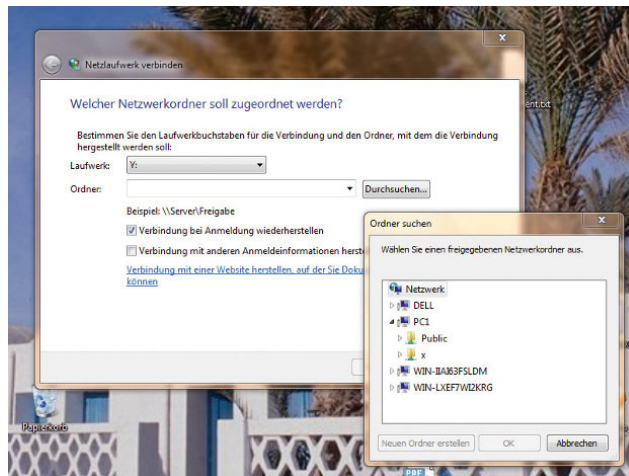 Netzlaufwerk verbinden
Welcher Netzwerkordner soll zugeordnet werden?
ent.txt
Bestimmen Sie den Laufwerkbuchstaben für die Verbindung und den Ordner, mit dem die Verbindung
hergestellt werden soll:
Laufwerk: Y:
Ordner: Durchsuchen...
Beispiel: \\Server\Freigabe
Verbindung bei Anmeldung wiederherstellen
Verbindung mit anderen Anmeldeinformationen herst
Verbindung mit einer Website herstellen, auf der Sie Doku
können
Ordner suchen
Wählen Sie einen freigegebenen Netzwerkordner aus.
Netzwerk
DELL
PC1
Public
x
WIN-LXEF7WI2KRG
Neuen Ordner erstellen OK Abbrechen
Papierkorb
PDF